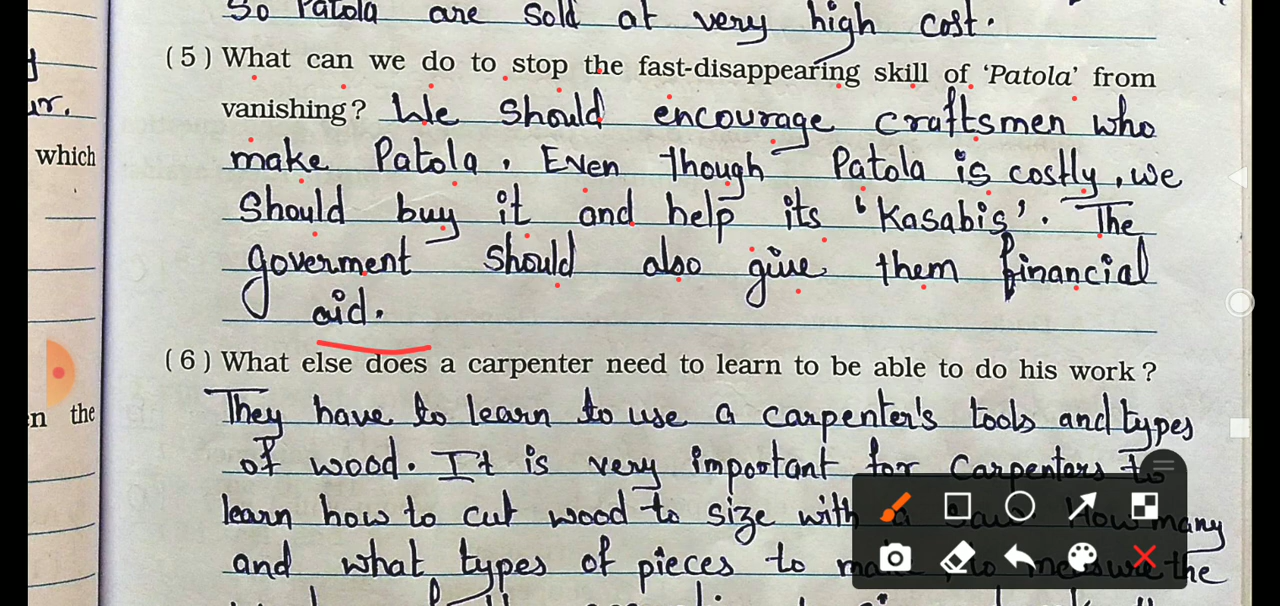 So Patola are sold at very high cost.
(5) What can we do to stop the fast-disappearing skill of 'Patola' from
ur.
vanishing? We should encourage craftsmen who
which
make Patola. Even though Patola is costly, we
should buy it and help its 'Kasabis'. The
goverment should also give them financial
aid.
(6) What else does a carpenter need to learn to be able to do his work?
n the
They have to learn to use a carpenter's tools and types
of wood. It is very important for carpenters to
learn how to cut wood to size with a saw. How many
and what types of pieces to make, to measure the